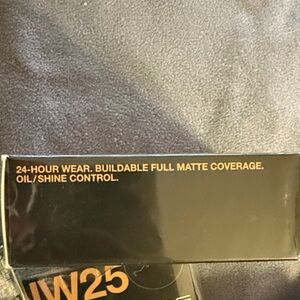 24-HOUR WEAR. BUILDABLE FULL MATTE COVERAGE.
OIL/SHINE CONTROL.
NW25